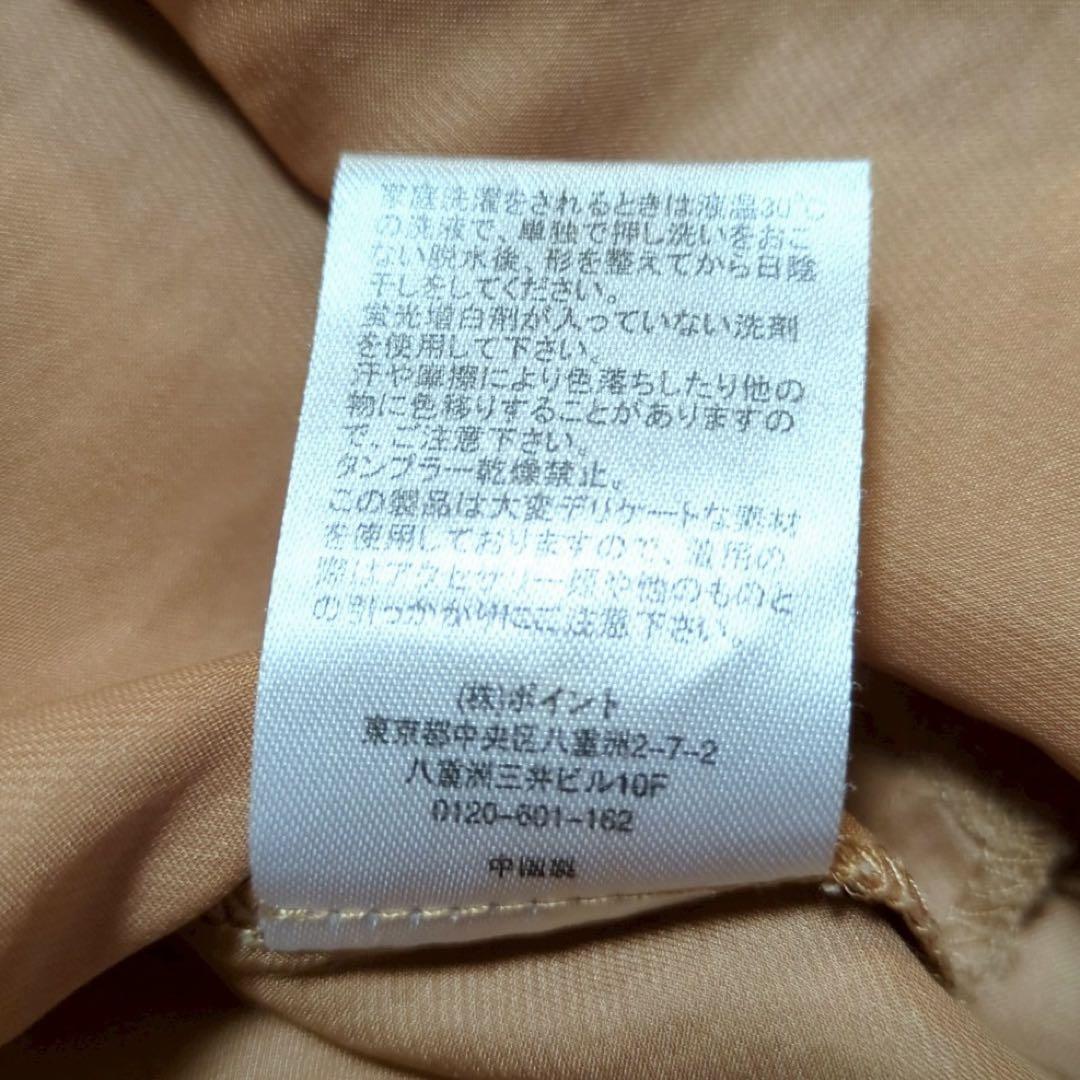 家庭洗濯をされるときは液温30℃
の洗液で、単独で押し洗いをおこ
ない脱水後、形を整えてから日陰
干しをしてください。
蛍光増白剤が入っていない洗剤
を使用して下さい。
汗や摩擦により色落ちしたり他の
物に色移りすることがありますの
で、ご注意下さい。
タンブラー乾燥禁止。
この製品は大変デリケートな素材
を使用しておりますので、着用の
際はアクセサリー類や他のものと
の引っかかりにご注意下さい。
(株)ポイント
東京都中央区八重洲2-7-2
八重洲三井ビル10F
0120-601-162
中国製